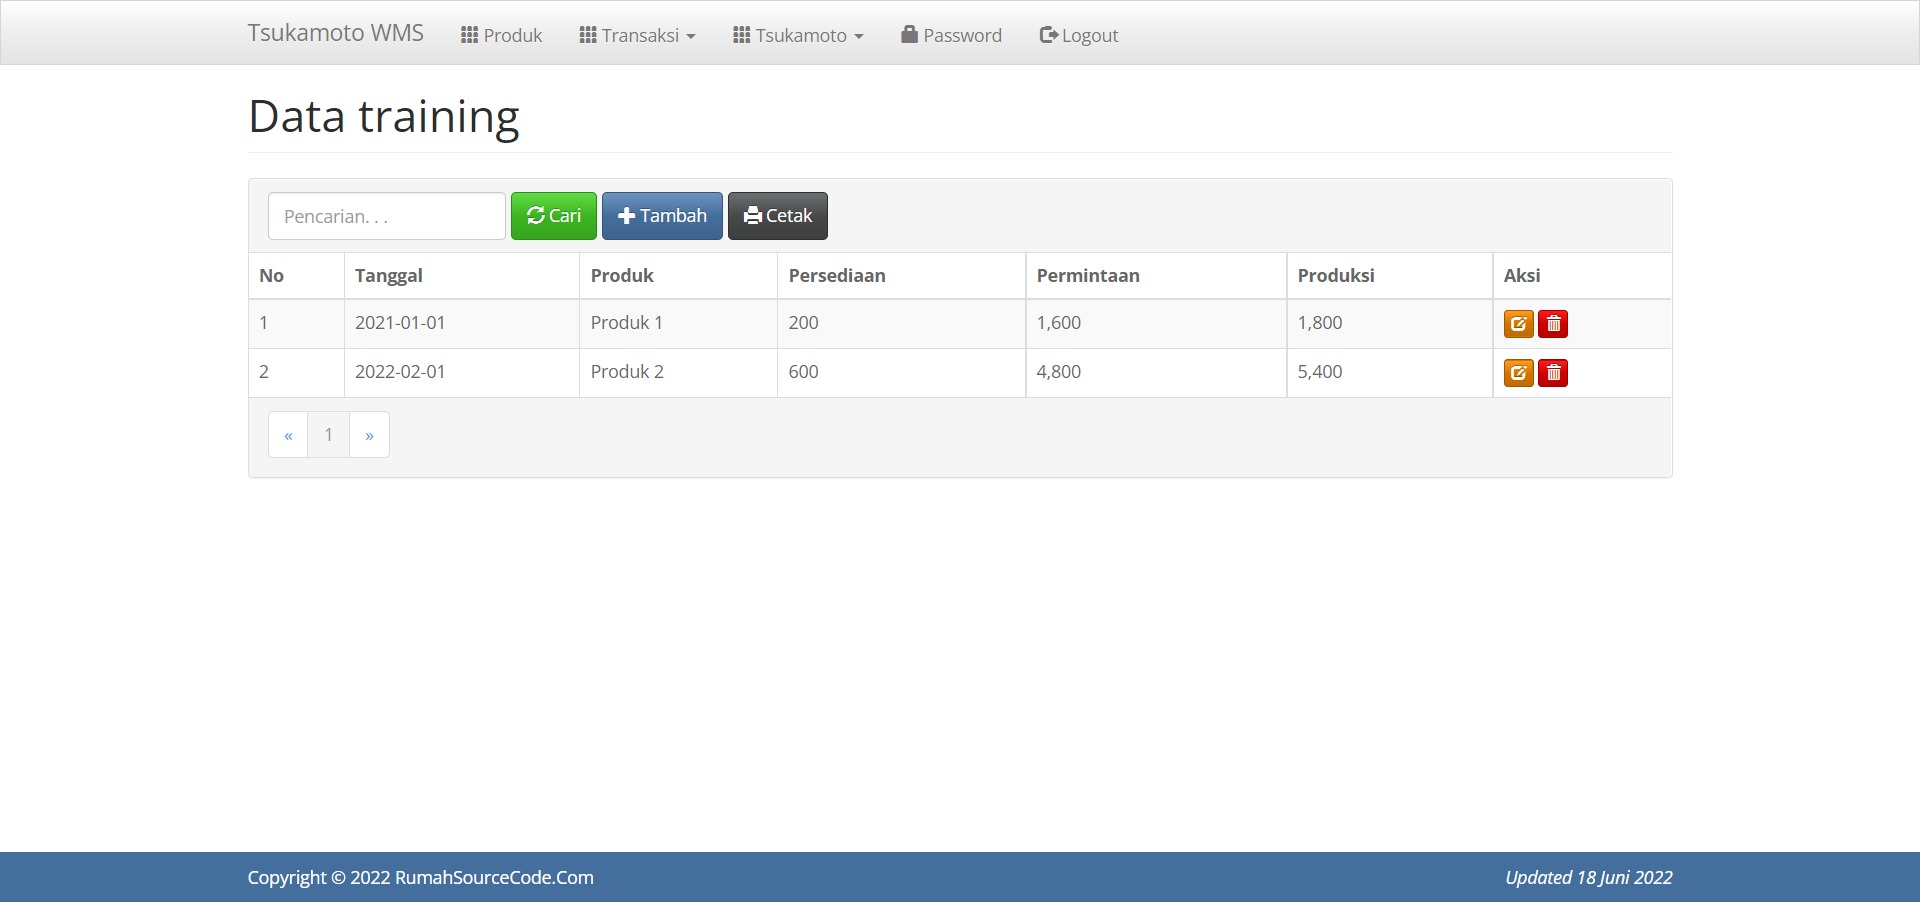 Tsukamoto WMS Produk Transaksi Tsukamoto Password Logout
Data training
Pencarian. . . Cari Tambah Cetak
No Tanggal Produk Persediaan Permintaan Produksi Aksi
1 2021-01-01 Produk 1 200 1,600 1,800
2 2022-02-01 Produk 2 600 4,800 5,400
« 1 »
Copyright © 2022 RumahSourceCode.Com Updated 18 Juni 2022